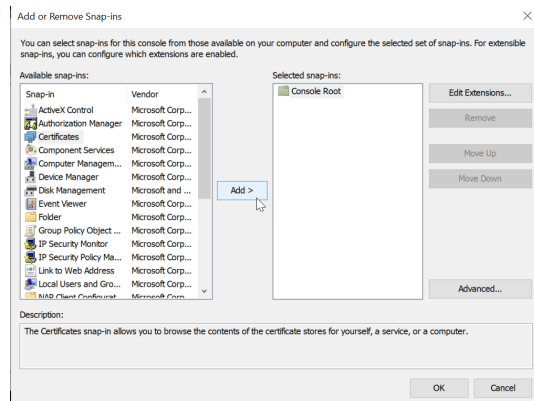 Add or Remove Snap-ins
You can select snap-ins for this console from those available on your computer and configure the selected set of snap-ins. For extensible
snap-ins, you can configure which extensions are enabled.
Available snap-ins:
Snap-in Vendor
ActiveX Control Microsoft Corp...
Authorization Manager Microsoft Corp...
Certificates Microsoft Corp...
Component Services Microsoft Corp...
Computer Managem... Microsoft Corp...
Device Manager Microsoft Corp...
Disk Management Microsoft and ...
Event Viewer Microsoft Corp...
Folder Microsoft Corp...
Group Policy Object ... Microsoft Corp...
IP Security Monitor Microsoft Corp...
IP Security Policy Ma... Microsoft Corp...
Link to Web Address Microsoft Corp...
Local Users and Gro... Microsoft Corp...
NAP Client Configurat... Microsoft Corp...
Add >
Selected snap-ins:
Console Root
Edit Extensions...
Remove
Move Up
Move Down
Advanced...
Description:
The Certificates snap-in allows you to browse the contents of the certificate stores for yourself, a service, or a computer.
OK Cancel